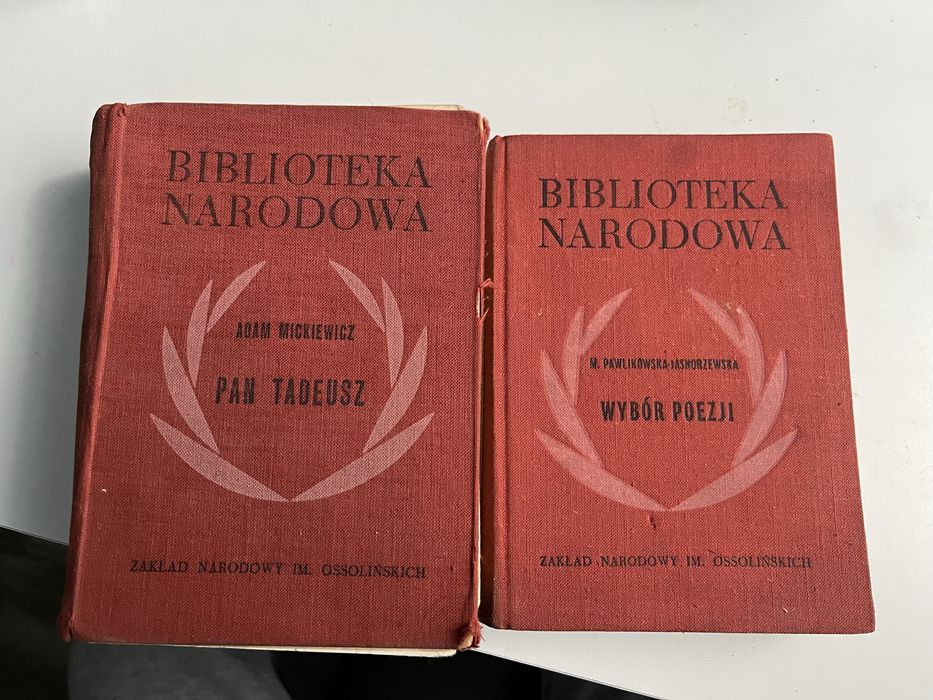 BIBLIOTEKA
NARODOWA
ADAM MICKIEWICZ
PAN TADEUSZ
ZAKŁAD NARODOWY IM. OSSOLIŃSKICH
BIBLIOTEKA
NARODOWA
M. PAWLIKOWSKA-JASNORZEWSKA
WYBÓR POEZJI
ZAKŁAD NARODOWY IM. OSSOLIŃSKICH